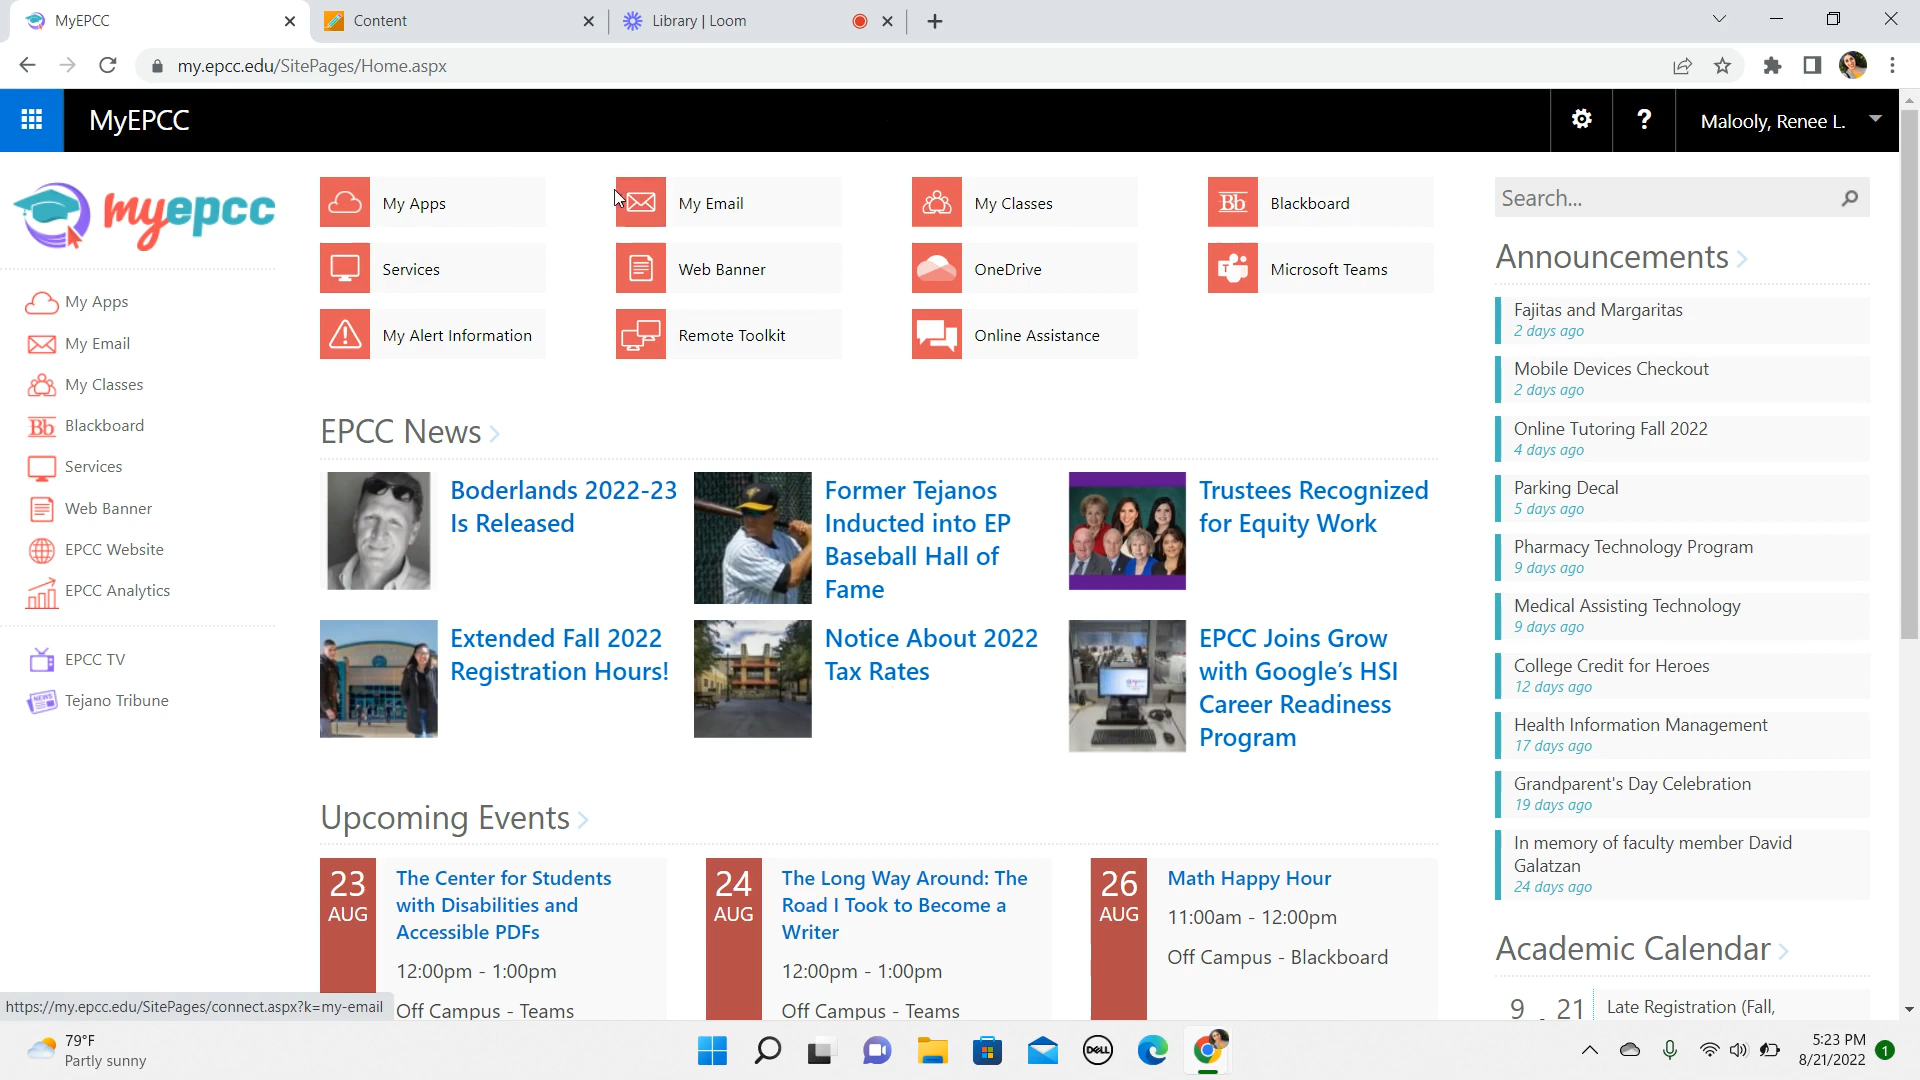 MyEPCC
Content
Library | Loom
my.epcc.edu/SitePages/Home.aspx
MyEPCC
?
Malooly, Renee L.
myepcc
My Apps
My Email
My Classes
Blackboard
Services
Web Banner
EPCC Website
EPCC Analytics
EPCC TV
Tejano Tribune
My Apps
My Email
My Classes
Bb
Blackboard
Services
Web Banner
OneDrive
Microsoft Teams
My Alert Information
Remote Toolkit
Online Assistance
EPCC News
Boderlands 2022-23
Is Released
Former Tejanos
Inducted into EP
Baseball Hall of
Fame
Trustees Recognized
for Equity Work
Extended Fall 2022
Registration Hours!
Notice About 2022
Tax Rates
EPCC Joins Grow
with Google’s HSI
Career Readiness
Program
Upcoming Events
23
AUG
The Center for Students
with Disabilities and
Accessible PDFs
12:00pm - 1:00pm
Off Campus - Teams
24
AUG
The Long Way Around: The
Road I Took to Become a
Writer
12:00pm - 1:00pm
Off Campus - Teams
26
AUG
Math Happy Hour
11:00am - 12:00pm
Off Campus - Blackboard
Search...
Announcements
Fajitas and Margaritas
2 days ago
Mobile Devices Checkout
2 days ago
Online Tutoring Fall 2022
4 days ago
Parking Decal
5 days ago
Pharmacy Technology Program
9 days ago
Medical Assisting Technology
9 days ago
College Credit for Heroes
12 days ago
Health Information Management
17 days ago
Grandparent's Day Celebration
19 days ago
In memory of faculty member David
Galatzan
24 days ago
Academic Calendar
9 - 21
Late Registration (Fall,
https://my.epcc.edu/SitePages/connect.aspx?k=my-email
79°F
Partly sunny
DELL
5:23 PM
8/21/2022
1